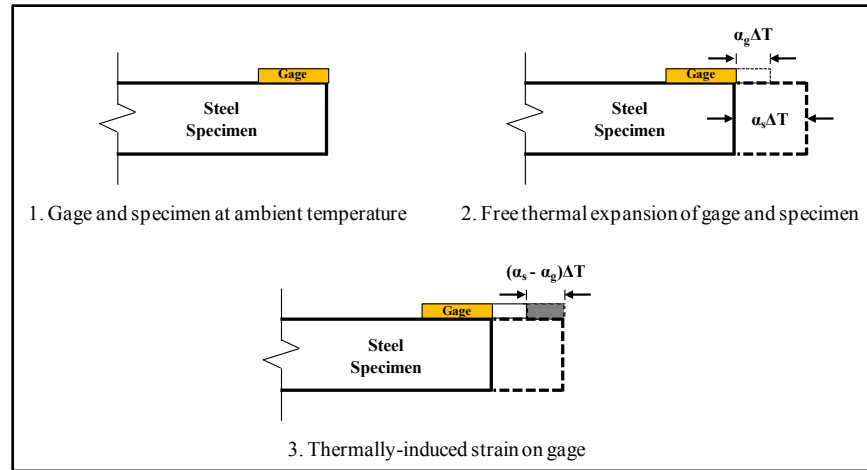 Gage
Steel
Specimen
1. Gage and specimen at ambient temperature
αgΔT
Gage
Steel
Specimen
αsΔT
2. Free thermal expansion of gage and specimen
(αs - αg)ΔT
Gage
Steel
Specimen
3. Thermally-induced strain on gage